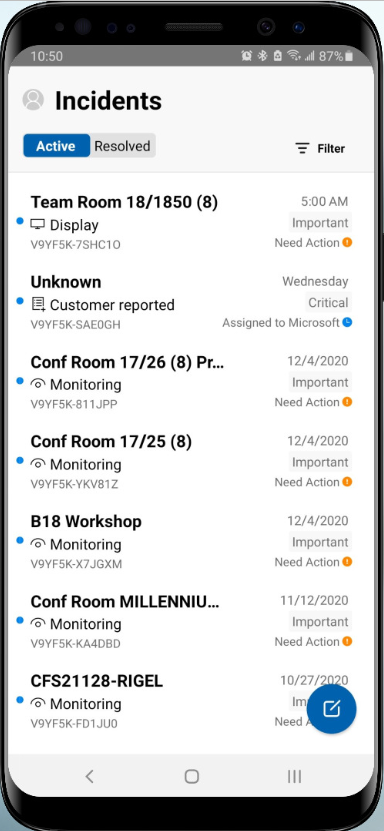 10:50 87%
Incidents
Active Resolved Filter
Team Room 18/1850 (8) 5:00 AM
Display Important
V9YF5K-7SHC1O Need Action
Unknown Wednesday
Customer reported Critical
V9YF5K-SAE0GH Assigned to Microsoft
Conf Room 17/26 (8) Pr... 12/4/2020
Monitoring Important
V9YF5K-811JPP Need Action
Conf Room 17/25 (8) 12/4/2020
Monitoring Important
V9YF5K-YKV81Z Need Action
B18 Workshop 12/4/2020
Monitoring Important
V9YF5K-X7JGXM Need Action
Conf Room MILLENNIU... 11/12/2020
Monitoring Important
V9YF5K-KA4DBD Need Action
CFS21128-RIGEL 10/27/2020
Monitoring Im
V9YF5K-FD1JU0 Need